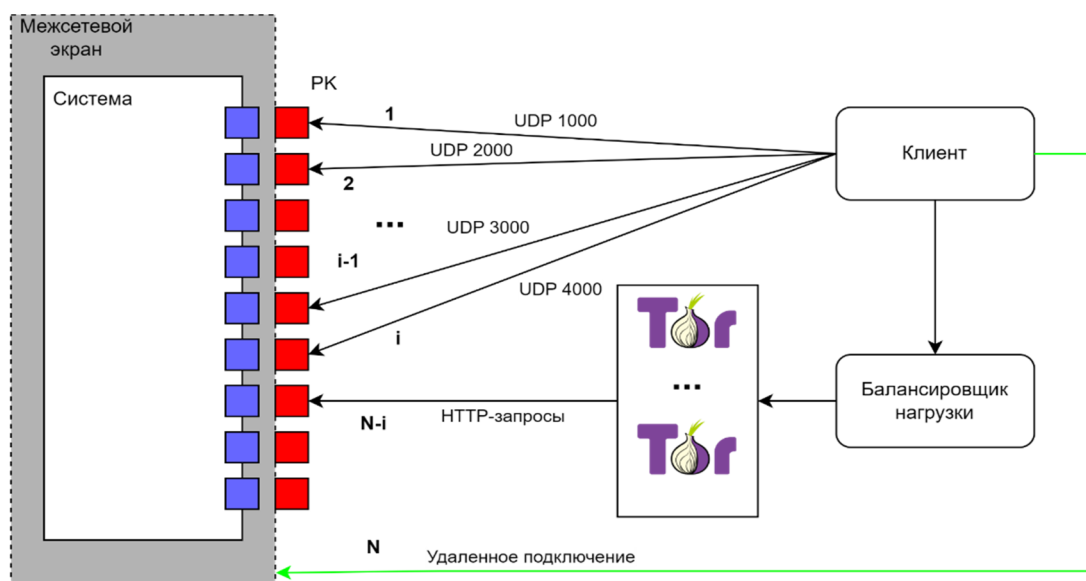 Межсетевой
экран
Система
РК
1
UDP 1000
UDP 2000
2
...
UDP 3000
i-1
UDP 4000
i
Клиент
Tor
...
Tor
Балансировщик
нагрузки
HTTP-запросы
N-i
N
Удаленное подключение